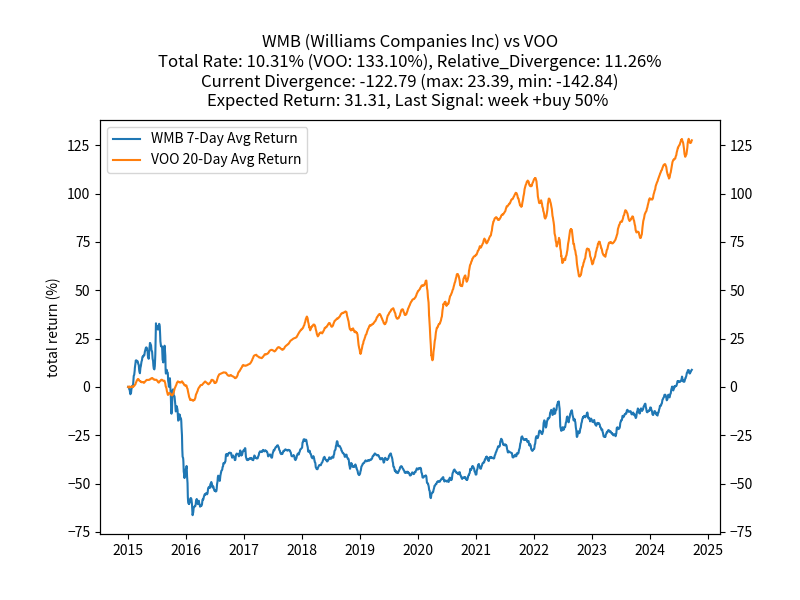 WMB (Williams Companies Inc) vs VOO
Total Rate: 10.31% (VOO: 133.10%), Relative_Divergence: 11.26%
Current Divergence: -122.79 (max: 23.39, min: -142.84)
Expected Return: 31.31, Last Signal: week +buy 50%
WMB 7-Day Avg Return
VOO 20-Day Avg Return
total return (%)
125 125
100 100
75 75
50 50
25 25
0 0
−25 −25
−50 −50
−75 −75
2015 2016 2017 2018 2019 2020 2021 2022 2023 2024 2025